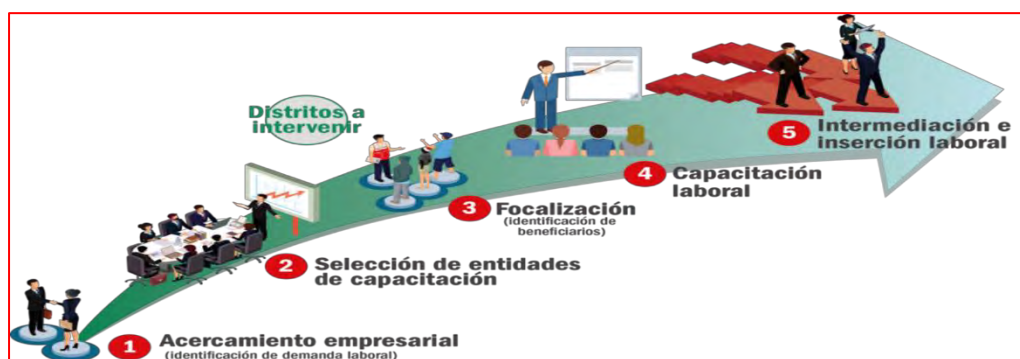 Distritos a
intervenir
1 Acercamiento empresarial
(identificación de demanda laboral)
2 Selección de entidades
de capacitación
3 Focalización
(identificación de
beneficiarios)
4 Capacitación
laboral
5 Intermediación e
inserción laboral